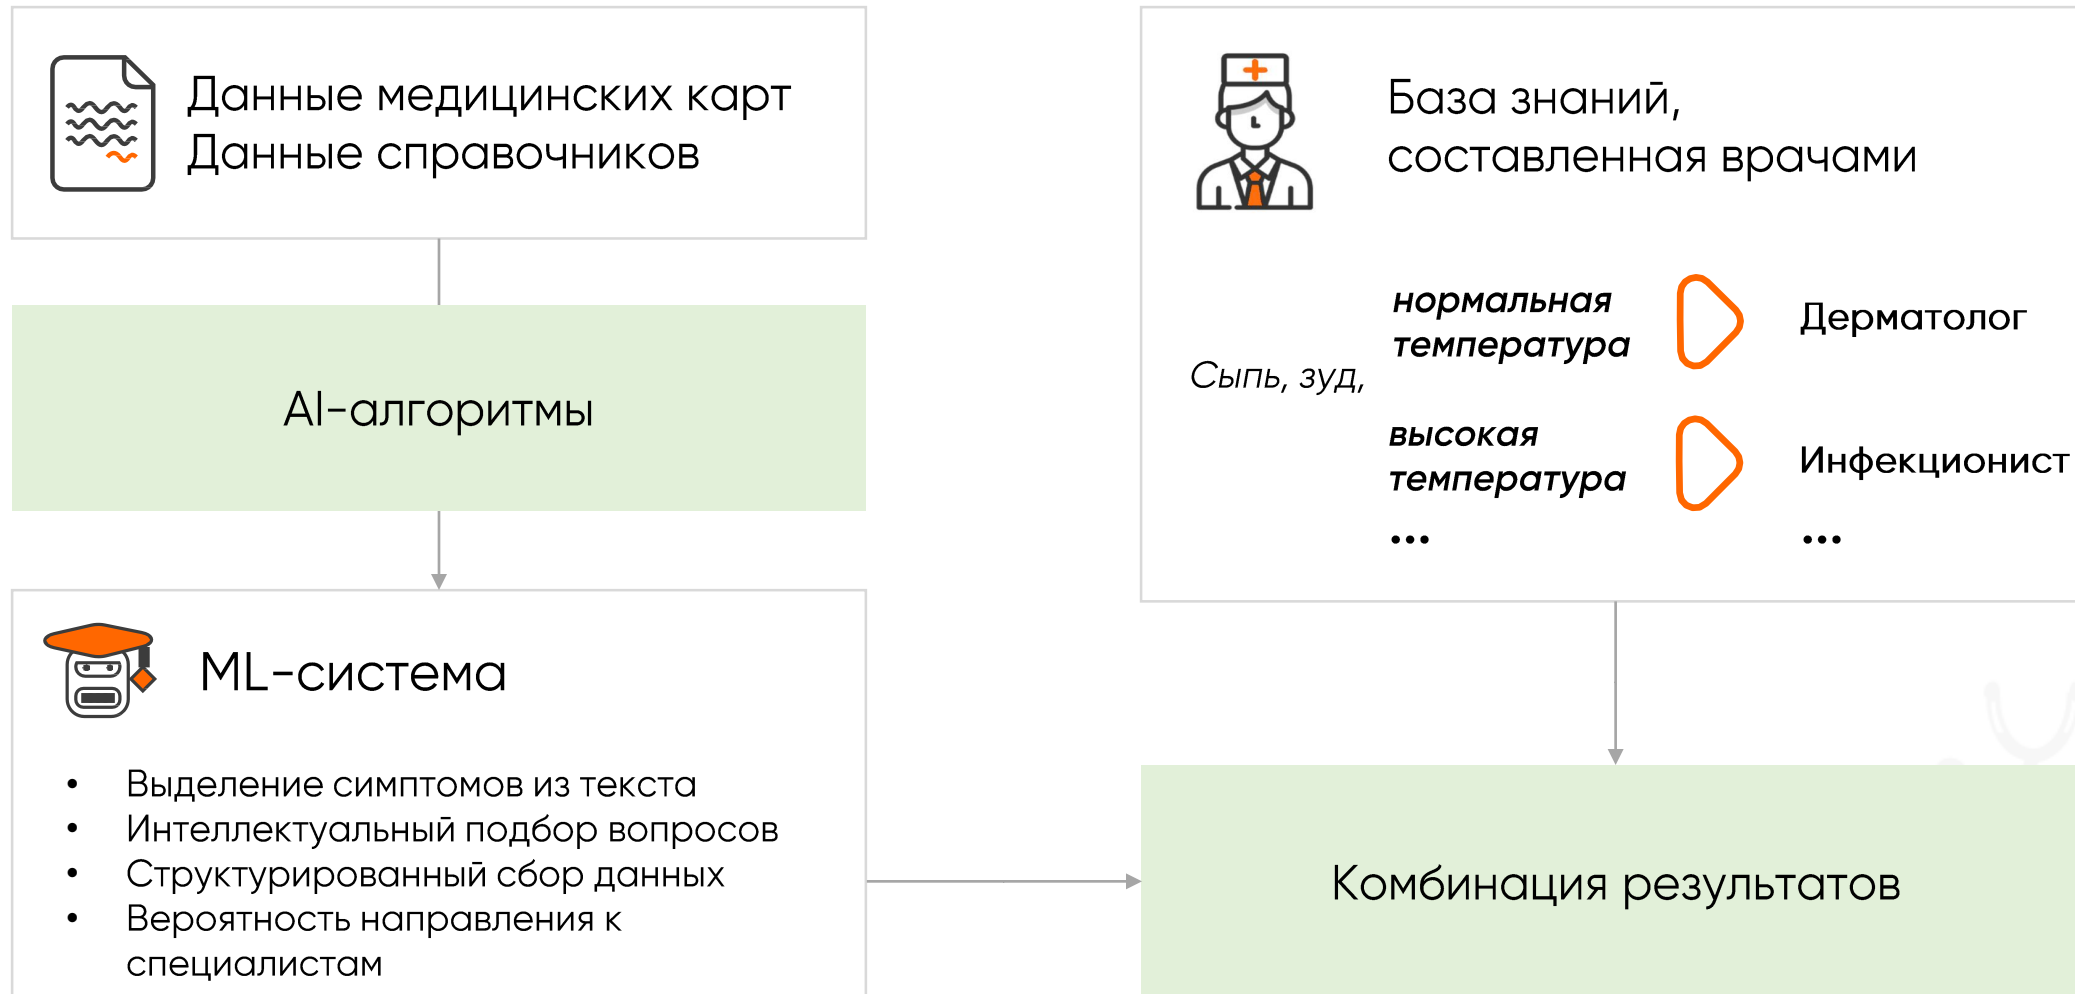 Данные медицинских карт
Данные справочников
AI-алгоритмы
ML-система
• Выделение симптомов из текста
• Интеллектуальный подбор вопросов
• Структурированный сбор данных
• Вероятность направления к
специалистам
База знаний,
составленная врачами
Сыпь, зуд,
нормальная
температура
Дерматолог
высокая
температура
Инфекционист
...
...
Комбинация результатов